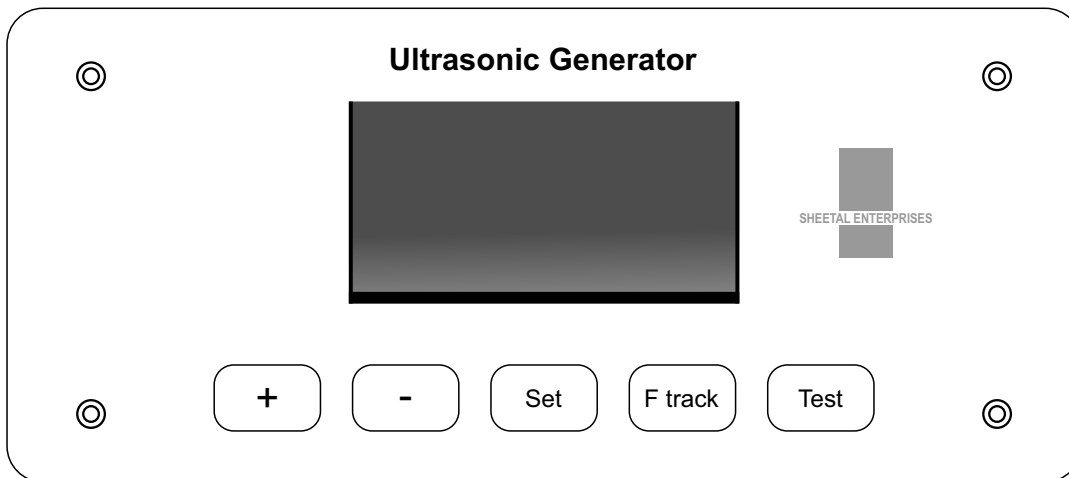 Ultrasonic Generator
SHEETAL ENTERPRISES
+ - Set F track Test